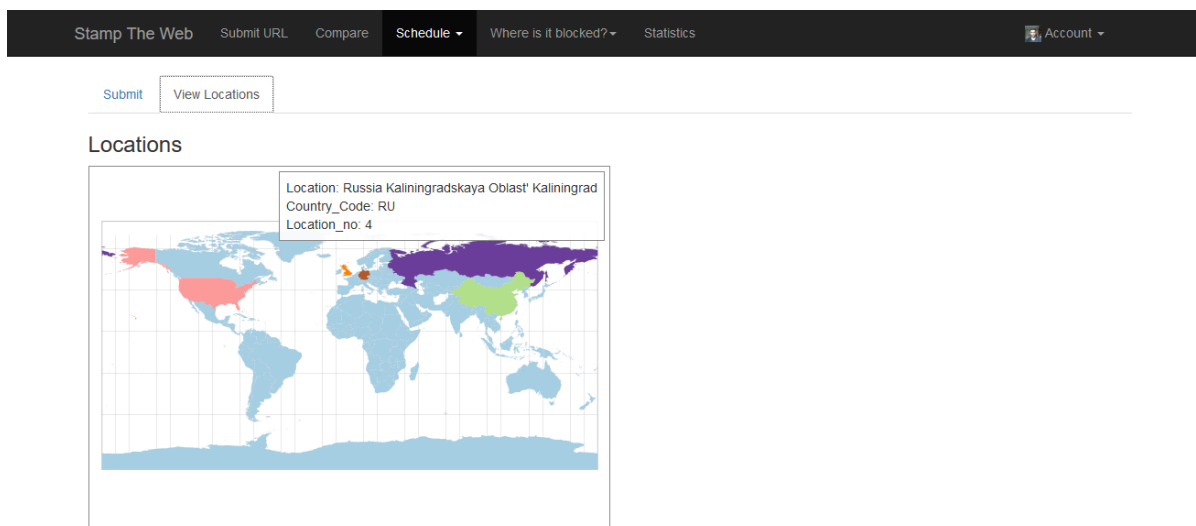 Stamp The Web Submit URL Compare Schedule Where is it blocked? Statistics Account
Submit View Locations
Locations
Location: Russia Kaliningradskaya Oblast' Kaliningrad
Country_Code: RU
Location_no: 4